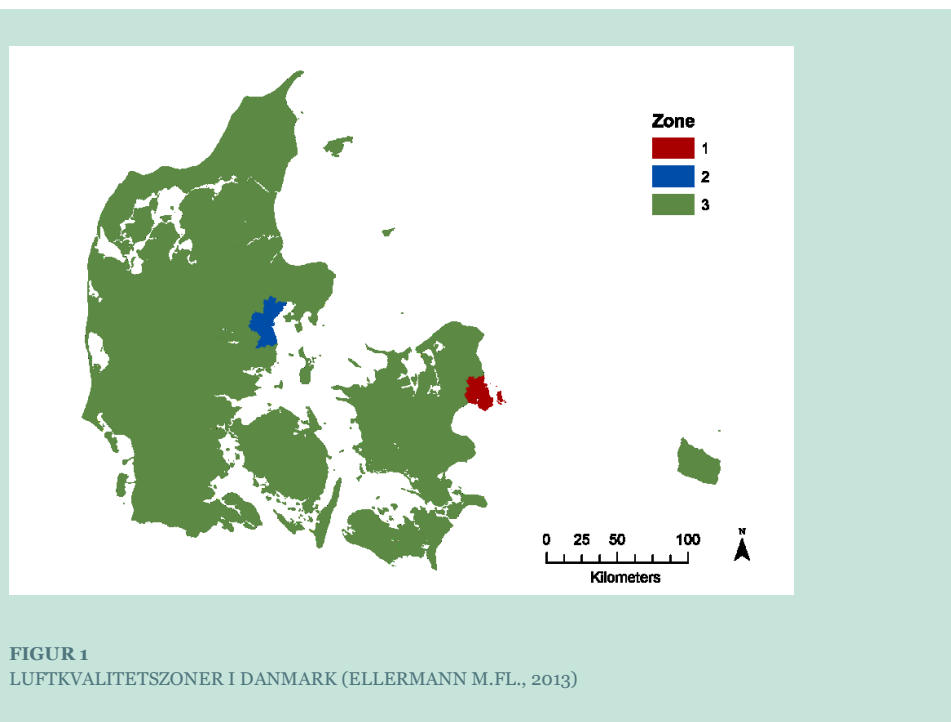 Zone
1
2
3
N
0 25 50 100
Kilometers
FIGUR 1
LUFTKVALITETSZONER I DANMARK (ELLERMANN M.FL., 2013)